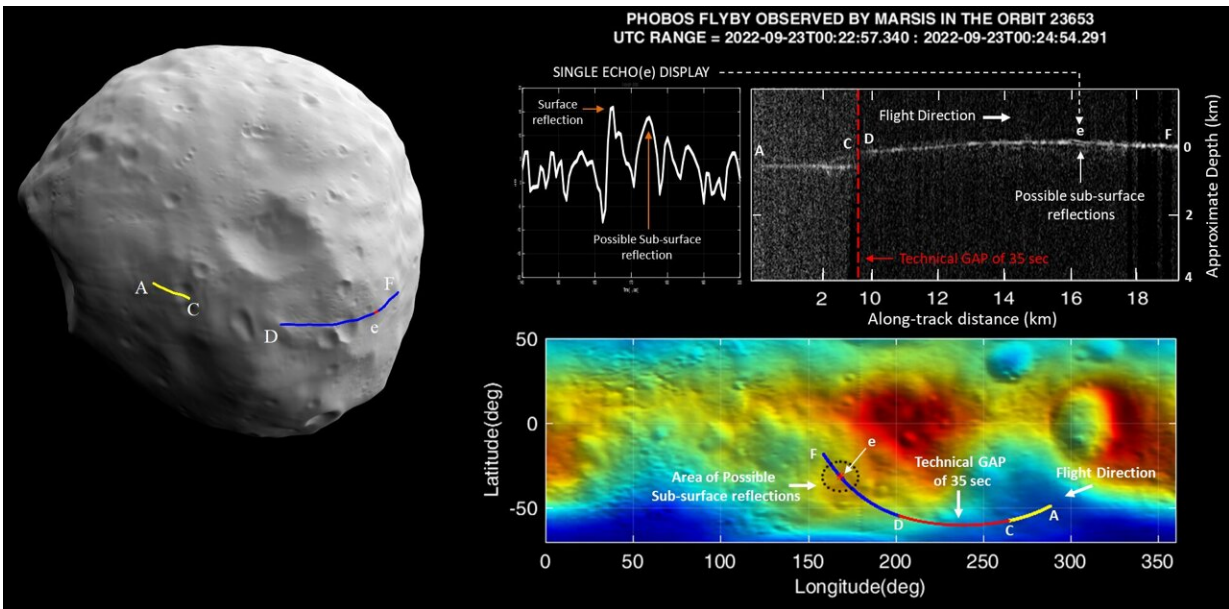 PHOBOS FLYBY OBSERVED BY MARSIS IN THE ORBIT 23653
UTC RANGE = 2022-09-23T00:22:57.340 : 2022-09-23T00:24:54.291
SINGLE ECHO(e) DISPLAY
Surface
reflection
Possible Sub-surface
reflection
Flight Direction
A
C
D
e
F
Possible sub-surface
reflections
Technical GAP of 35 sec
0
2
4
Approximate Depth (km)
2 10 12 14 16 18
Along-track distance (km)
A
C
D
e
F
50
0
-50
Latitude(deg)
F
e
Area of Possible
Sub-surface reflections
Technical GAP
of 35 sec
Flight Direction
D
C
A
0 50 100 150 200 250 300 350
Longitude(deg)